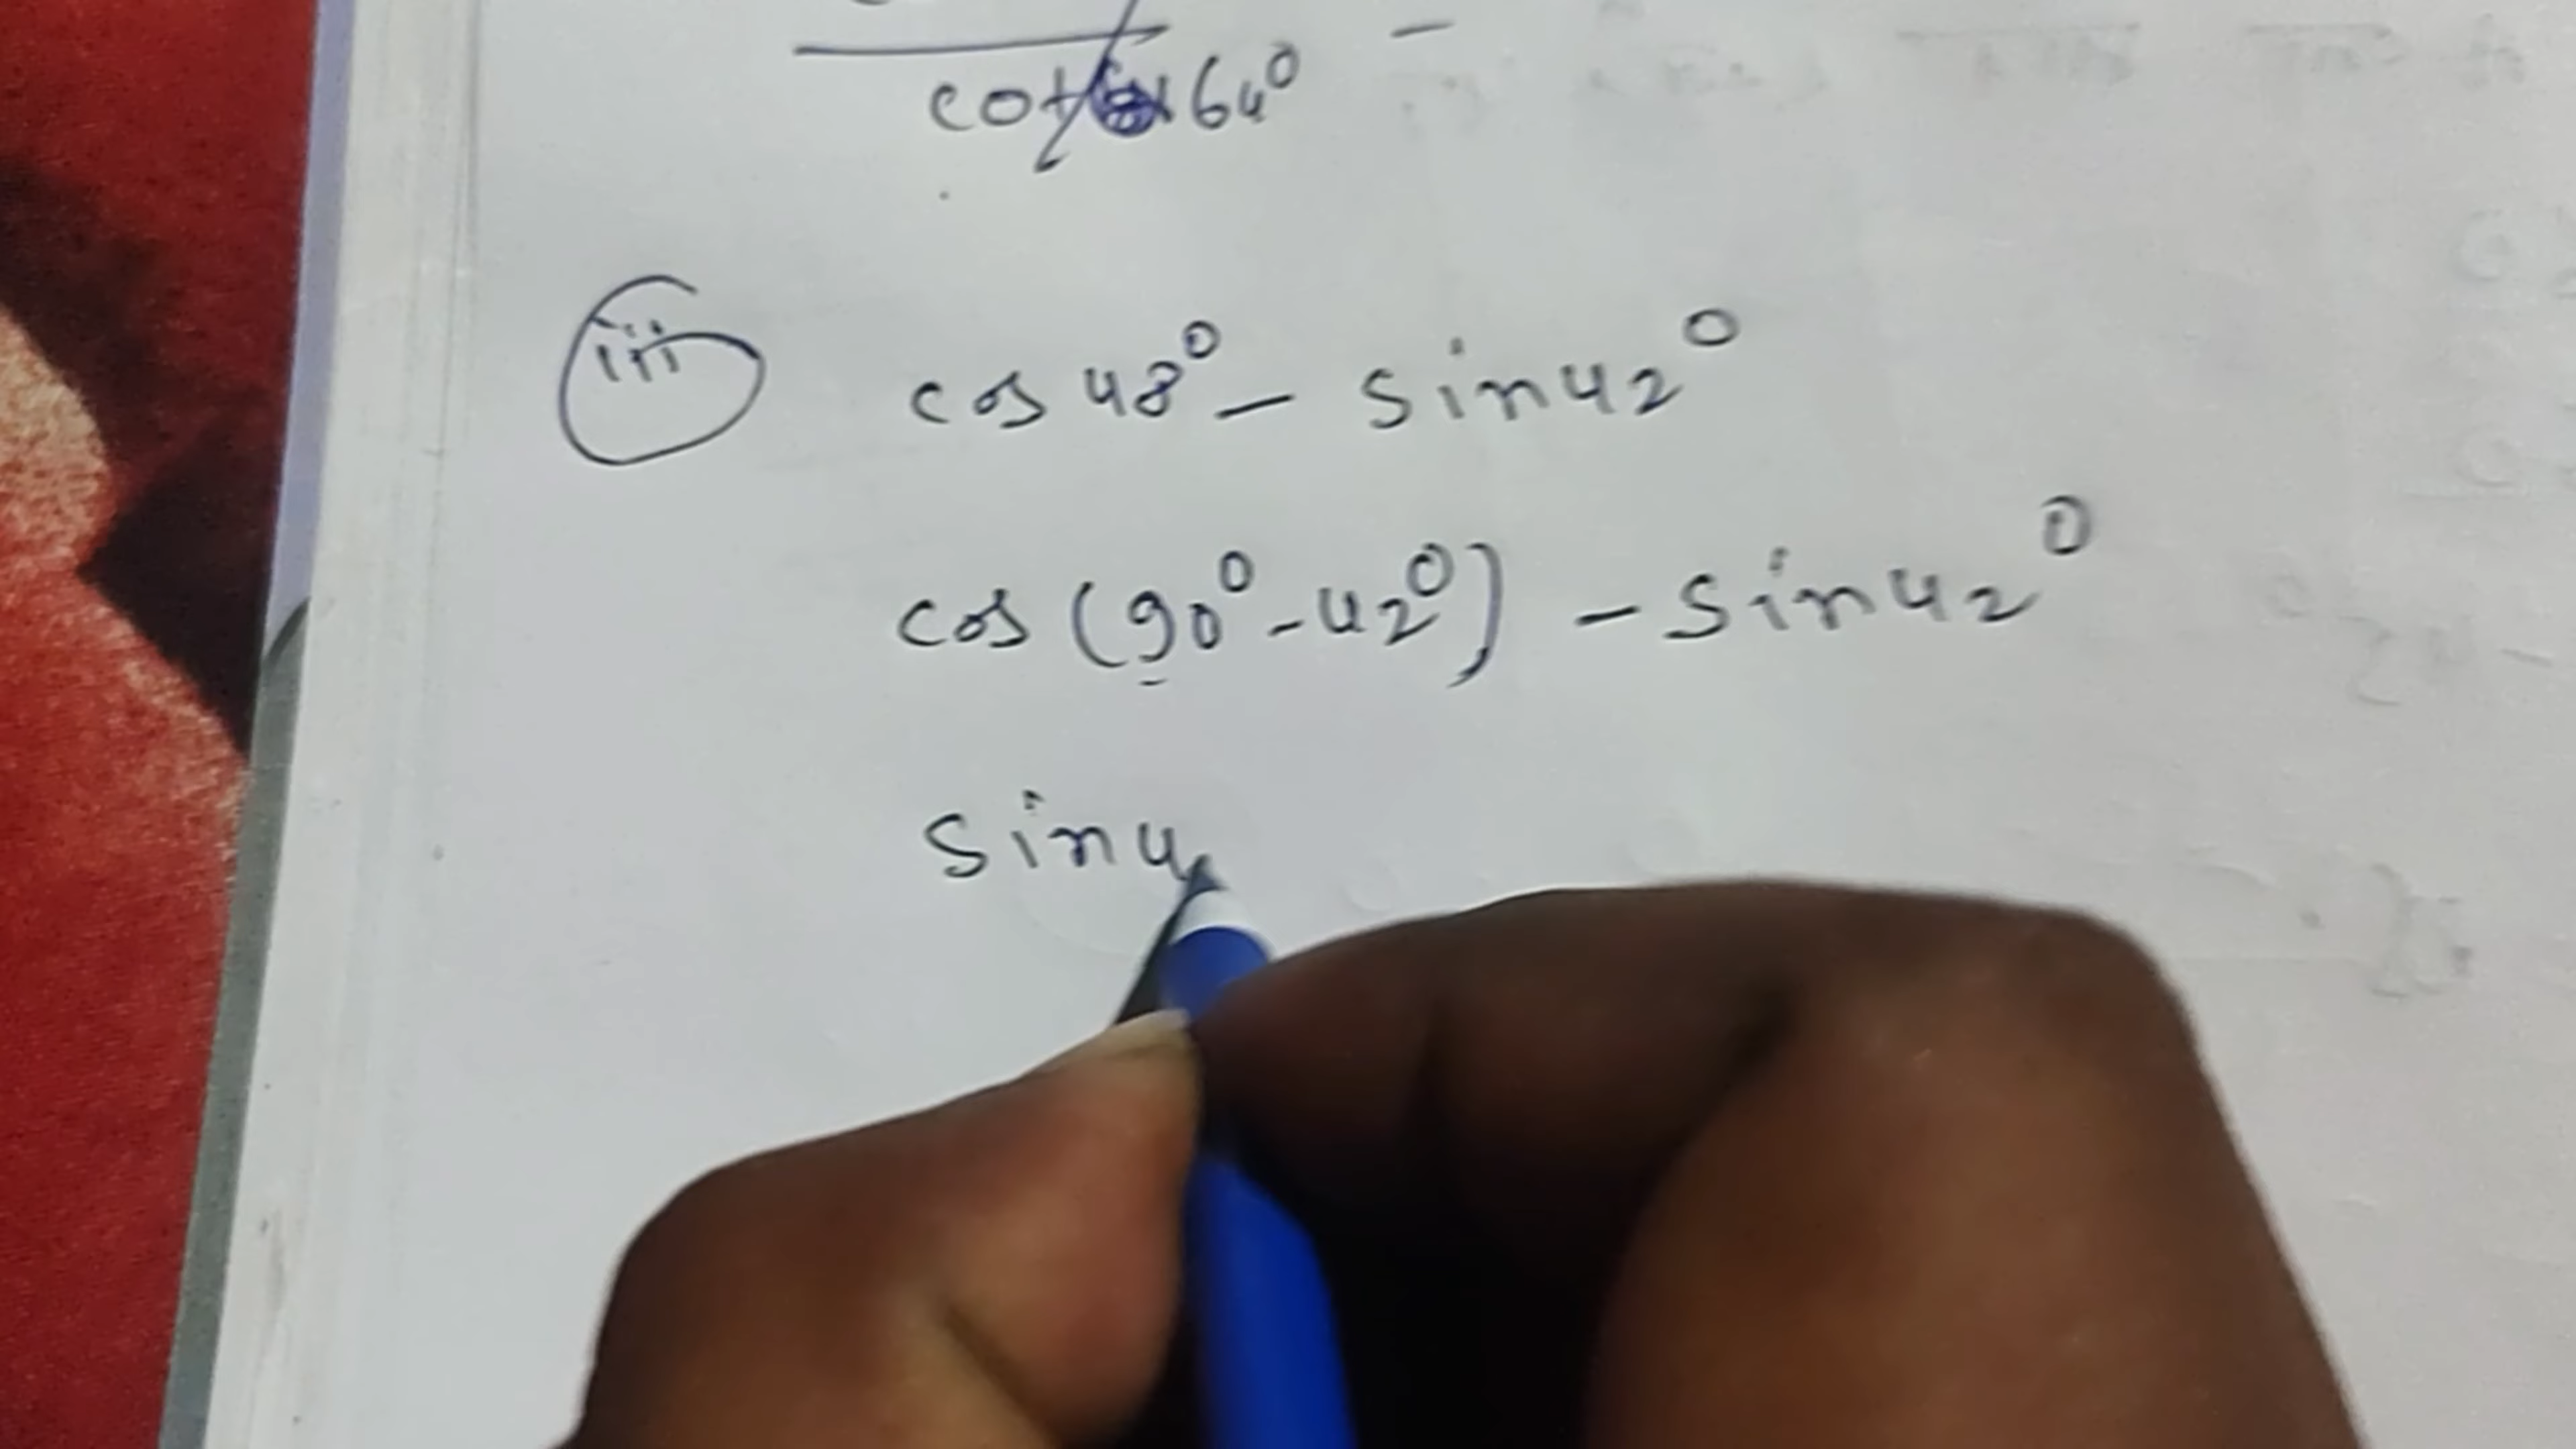 cot 64° -
iii cos 48° - sin 42°
cos (90° - 42°) - sin 42°
sin 4